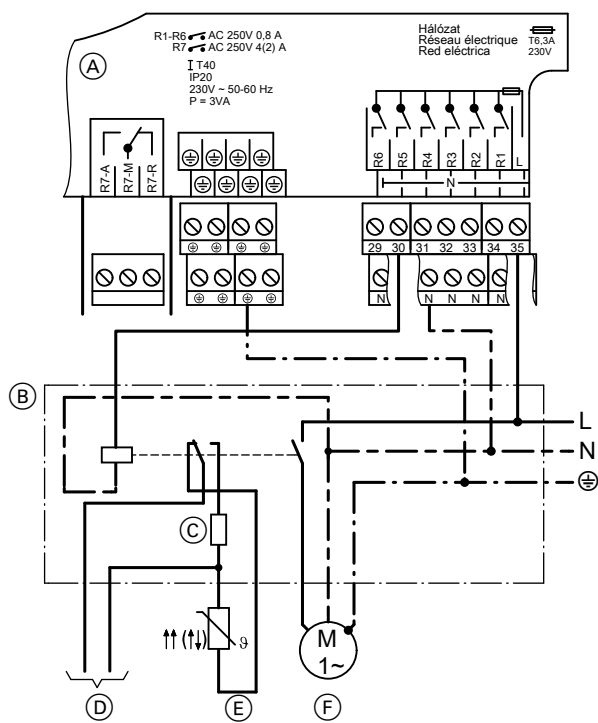 R1-R6 AC 250V 0,8 A
R7 AC 250V 4(2) A
T40
IP20
230V ~ 50-60 Hz
P = 3VA
Hálózat
Réseau électrique
Red eléctrica
T6,3A
230V
A
R7-A R7-M R7-R
R6 R5 R4 R3 R2 R1 L
N
29 30 31 32 33 34 35
N N N N N
B
L
N
C
ϑ
M
1~
D
E
F